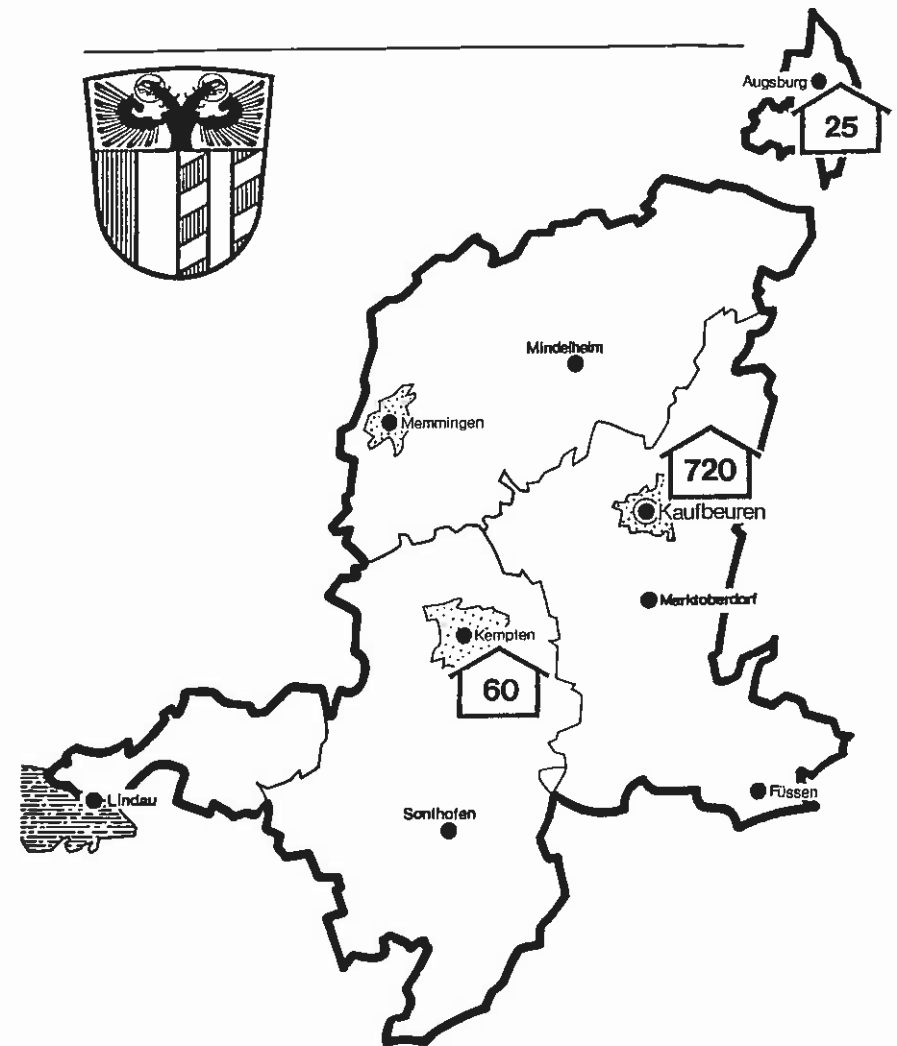 Augsburg
25
Mindelheim
Memmingen
720
Kaufbeuren
Marktoberdorf
Kempten
60
Lindau
Füssen
Sonthofen